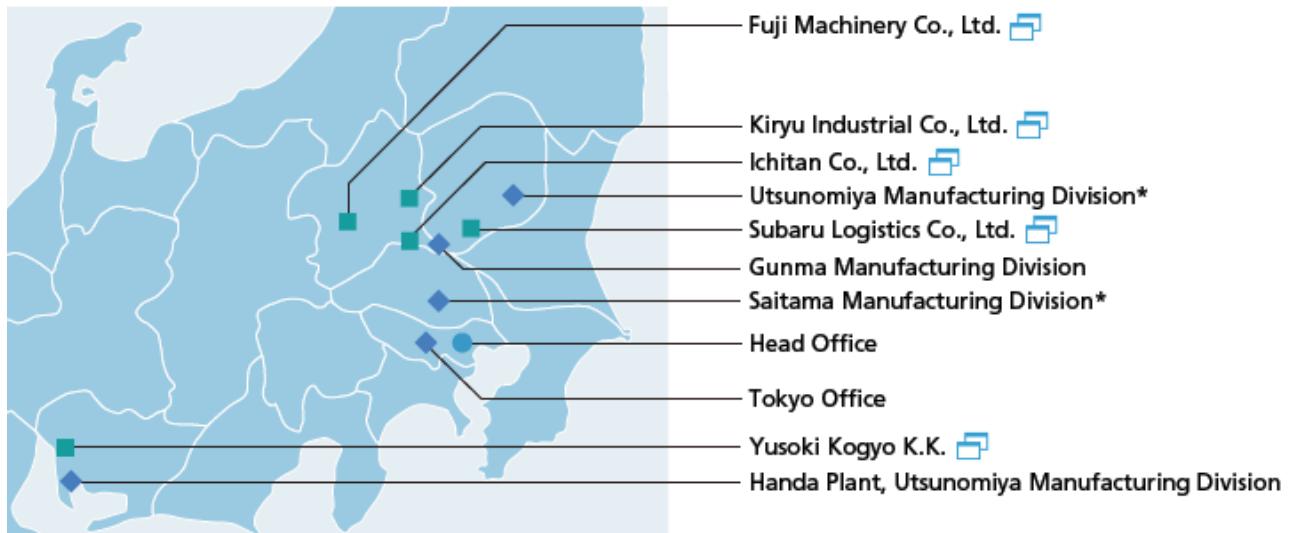 Fuji Machinery Co., Ltd.
Kiryu Industrial Co., Ltd.
Ichitan Co., Ltd.
Utsunomiya Manufacturing Division*
Subaru Logistics Co., Ltd.
Gunma Manufacturing Division
Saitama Manufacturing Division*
Head Office
Tokyo Office
Yusoki Kogyo K.K.
Handa Plant, Utsunomiya Manufacturing Division